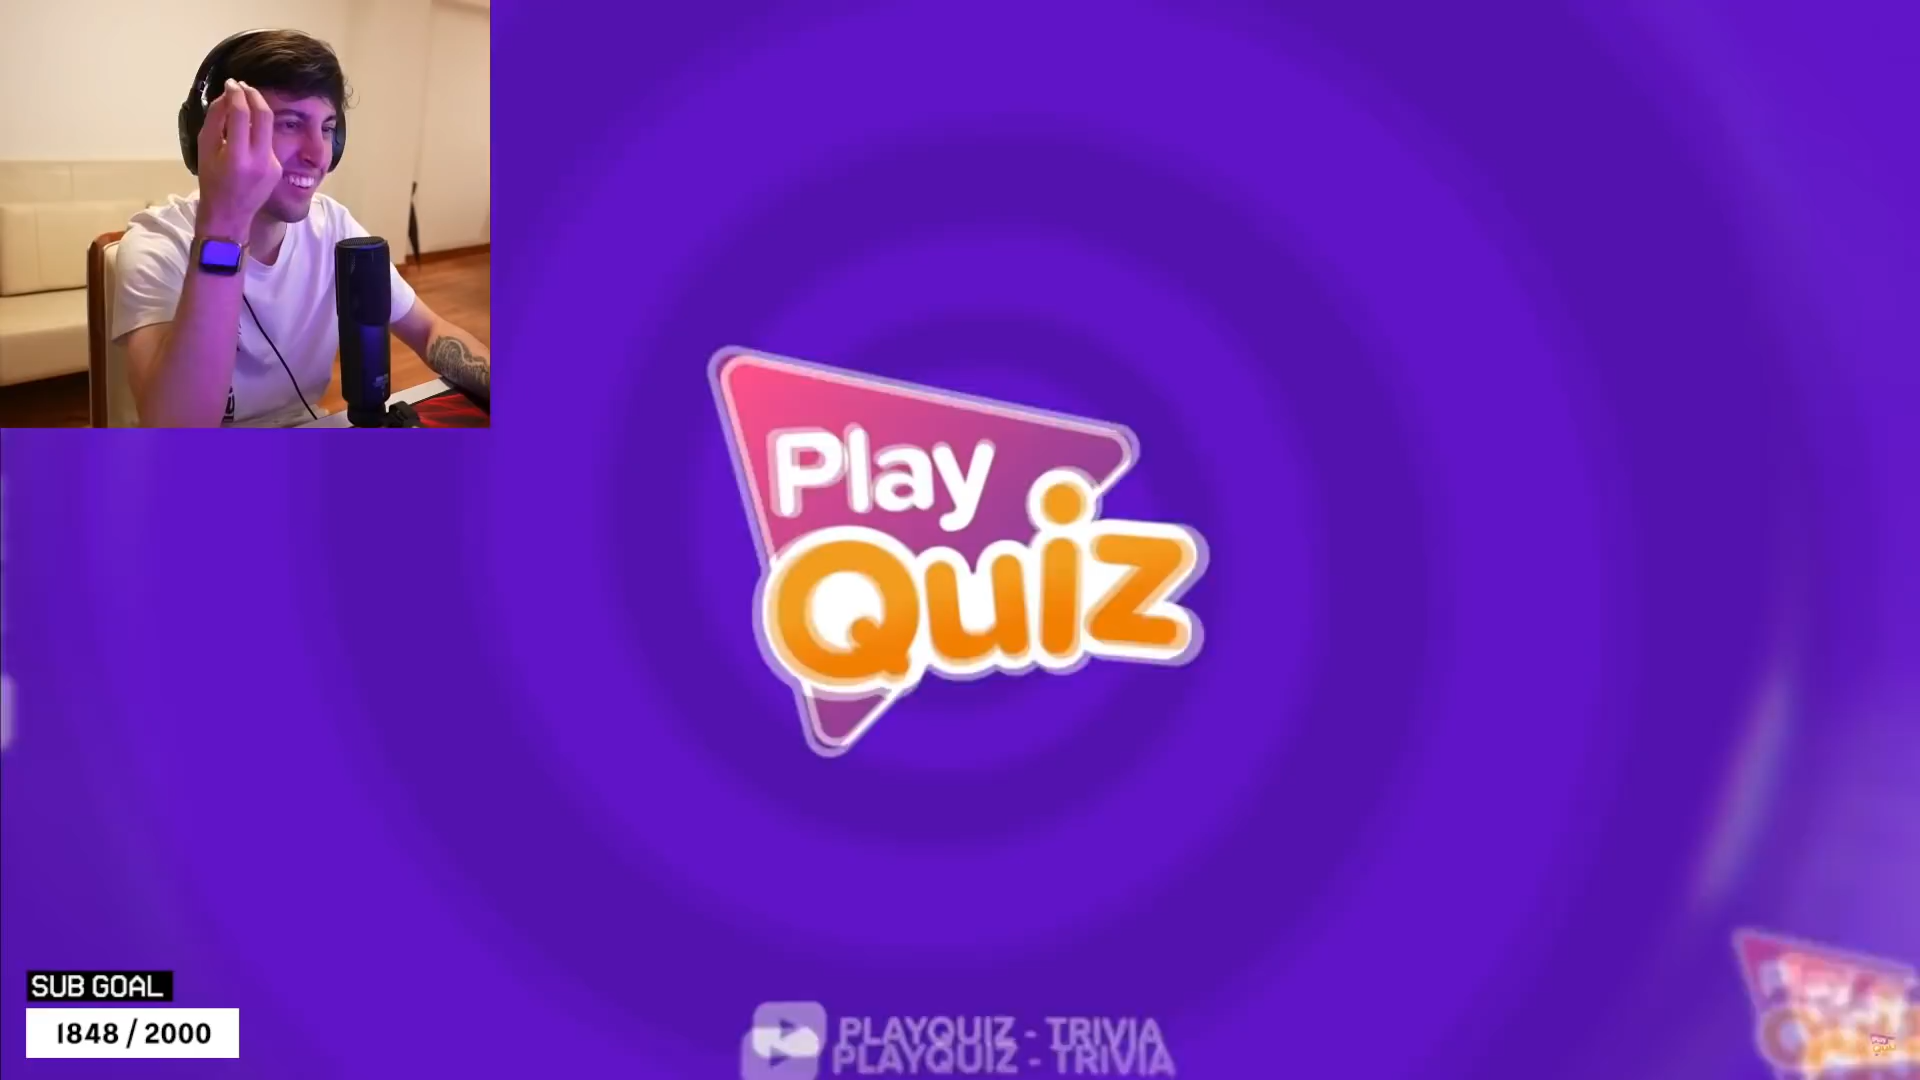 Play
Quiz
SUB GOAL
1848 / 2000
PLAYQUIZ - TRIVIA
PLAYQUIZ - TRIVIA